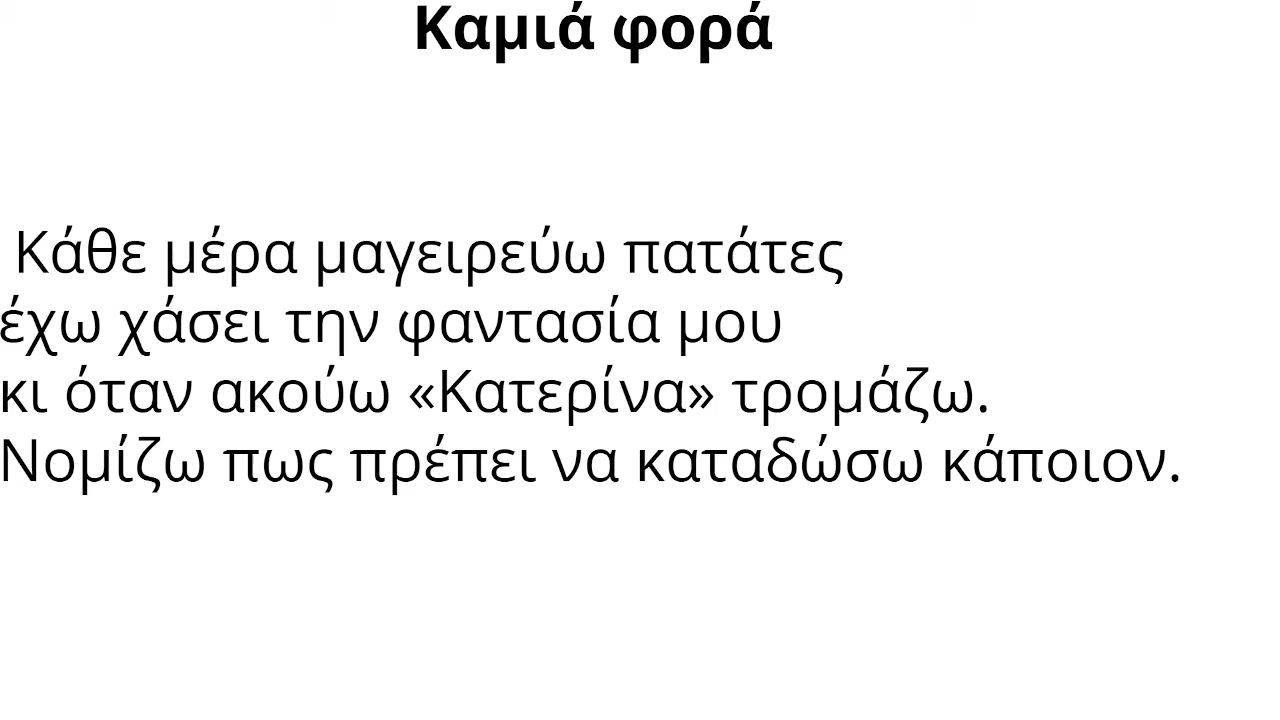 Καμιά φορά
Κάθε μέρα μαγειρεύω πατάτες
έχω χάσει την φαντασία μου
κι όταν ακούω «Κατερίνα» τρομάζω.
Νομίζω πως πρέπει να καταδώσω κάποιον.